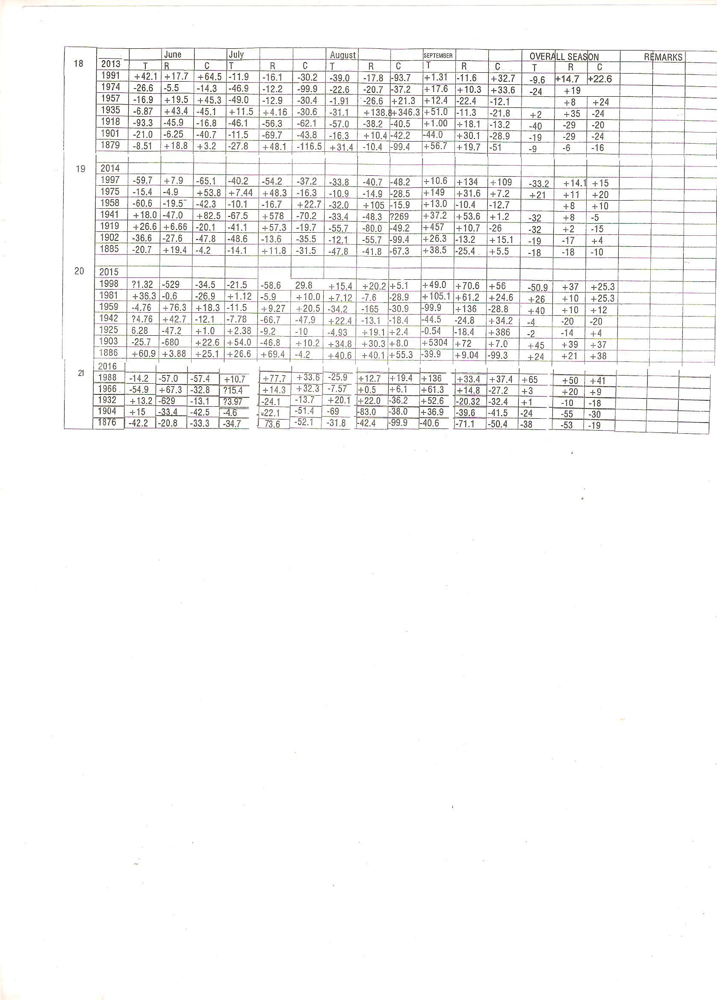 June July August SEPTEMBER OVERALL SEASON REMARKS
18 2013 T R C T R C T R C T R C T R C
1991 +42.1 +17.7 +64.5 -11.9 -16.1 -30.2 -39.0 -17.8 -93.7 +1.31 -11.6 +32.7 -9.6 +14.7 +22.6
1974 -26.6 -5.5 -14.3 -46.9 -12.2 -99.9 -22.6 -20.7 -37.2 +17.6 +10.3 +33.6 -24 +19
1957 -16.9 +19.5 +45.3 -49.0 -12.9 -30.4 -1.91 -26.6 +21.3 +12.4 -22.4 -12.1 +8 +24
1935 -6.87 +43.4 -45.1 +11.5 +4.16 -30.6 -31.1 +138.8 +346.3 +51.0 -11.3 -21.8 +2 +35 -24
1918 -93.3 -45.9 -16.8 -46.1 -56.3 -62.1 -57.0 -38.2 -40.5 +1.00 +18.1 -13.2 -40 -29 -20
1901 -21.0 -6.25 -40.7 -11.5 -69.7 -43.8 -16.3 +10.4 -42.2 -44.0 +30.1 -28.9 -19 -29 -24
1879 -8.51 +18.8 +3.2 -27.8 +48.1 -116.5 +31.4 -10.4 -99.4 +56.7 +19.7 -51 -9 -6 -16
19 2014
1997 -59.7 +7.9 -65.1 -40.2 -54.2 -37.2 -33.8 -40.7 -48.2 +10.6 +134 +109 -33.2 +14.1 +15
1975 -15.4 -4.9 +53.8 +7.44 +48.3 -16.3 -10.9 -14.9 -28.5 +149 +31.6 +7.2 +21 +11 +20
1958 -60.6 -19.5 -42.3 -10.1 -16.7 +22.7 -32.0 +105 -15.9 +13.0 -10.4 -12.7 +8 +10
1941 +18.0 -47.0 +82.5 -67.5 +578 -70.2 -33.4 -48.3 ?269 +37.2 +53.6 +1.2 -32 +8 -5
1919 +26.6 +6.66 -20.1 -41.1 +57.3 -19.7 -55.7 -80.0 -49.2 +457 +10.7 -26 -32 +2 -15
1902 -36.6 -27.6 -47.8 -48.6 -13.6 -35.5 -12.1 -55.7 -99.4 +26.3 -13.2 +15.1 -19 -17 +4
1885 -20.7 +19.4 -4.2 -14.1 +11.8 -31.5 -47.8 -41.8 -67.3 +38.5 -25.4 +5.5 -18 -18 -10
20 2015
1998 ?1.32 -529 -34.5 -21.5 -58.6 29.8 +15.4 +20.2 +5.1 +49.0 +70.6 +56 -50.9 +37 +25.3
1981 +36.3 -0.6 -26.9 +1.12 -5.9 +10.0 +7.12 -7.6 -28.9 +105.1 +61.2 +24.6 +26 +10 +25.3
1959 -4.76 +76.3 +18.3 -11.5 +9.27 +20.5 -34.2 -165 -30.9 -99.9 +136 -28.8 +40 +10 +12
1942 ?4.76 +42.7 -12.1 -7.78 -66.7 -47.9 +22.4 -13.1 -18.4 -44.5 -24.8 +34.2 -4 -20 -20
1925 6.28 -47.2 +1.0 +2.38 -9.2 -10 -4.93 +19.1 +2.4 -0.54 -18.4 +386 -2 -14 +4
1903 -25.7 -680 +22.6 +54.0 -46.8 +10.2 +34.8 +30.3 +8.0 +5304 +72 +7.0 +45 +39 +37
1886 +60.9 +3.88 +25.1 +26.6 +69.4 -4.2 +40.6 +40.1 +55.3 -39.9 +9.04 -99.3 +24 +21 +38
21 2016
1988 -14.2 -57.0 -57.4 +10.7 +77.7 +33.6 -25.9 +12.7 +19.4 +136 +33.4 +37.4 +65 +50 +41
1966 -54.9 +67.3 -32.8 ?15.4 +14.3 +32.3 -7.57 +0.5 +6.1 +61.3 +14.8 -27.2 +3 +20 +9
1932 +13.2 -629 -13.1 ?3.97 -24.1 -13.7 +20.1 +22.0 -36.2 +52.6 -20.32 -32.4 +1 -10 -18
1904 +15 -33.4 -42.5 -4.6 -22.1 -51.4 -69 -83.0 -38.0 +36.9 -39.6 -41.5 -24 -55 -30
1876 -42.2 -20.8 -33.3 -34.7 73.6 -52.1 -31.8 -42.4 -99.9 -40.6 -71.1 -50.4 -38 -53 -19